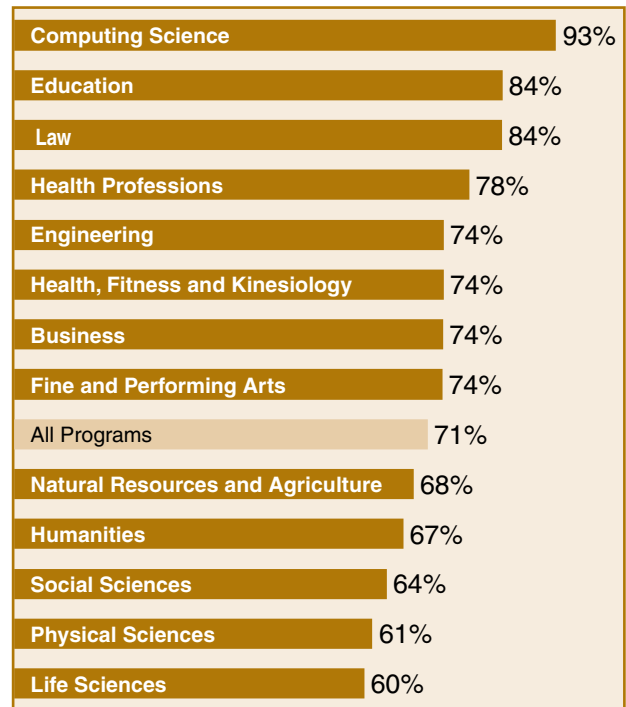 Computing Science 93%
Education 84%
Law 84%
Health Professions 78%
Engineering 74%
Health, Fitness and Kinesiology 74%
Business 74%
Fine and Performing Arts 74%
All Programs 71%
Natural Resources and Agriculture 68%
Humanities 67%
Social Sciences 64%
Physical Sciences 61%
Life Sciences 60%